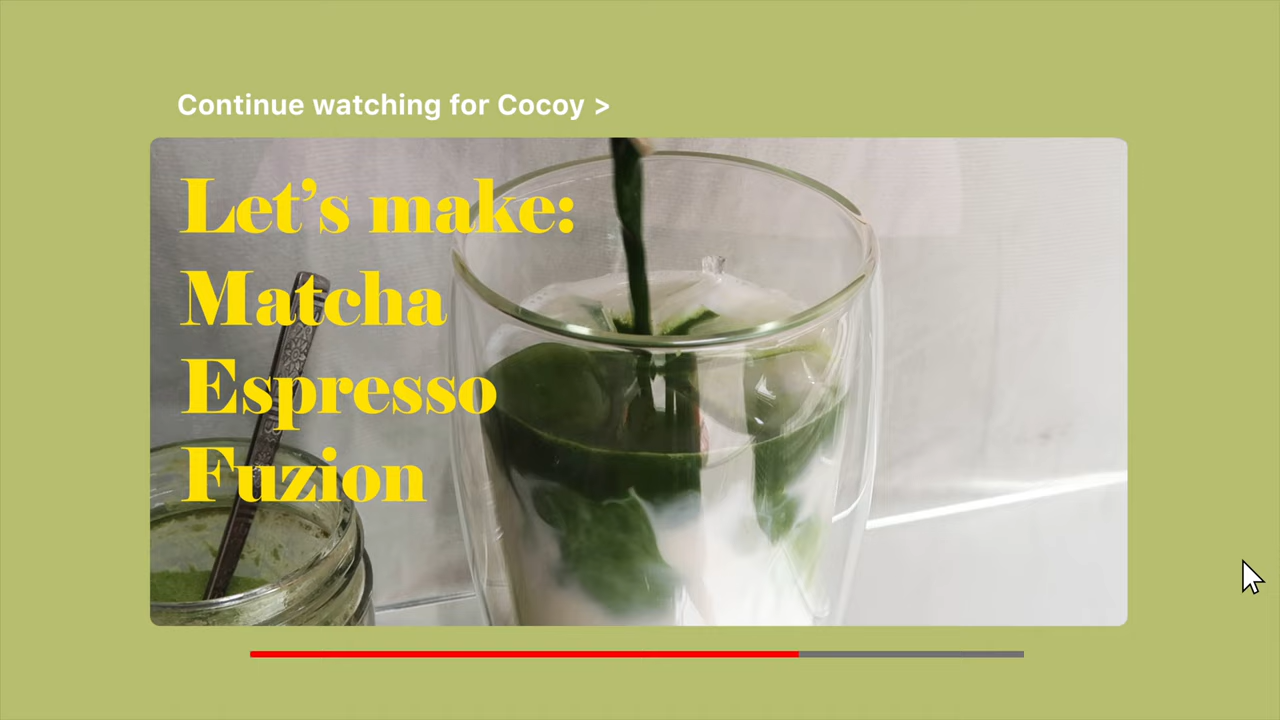 Continue watching for Cocoy >
Let’s make:
Matcha
Espresso
Fuzion